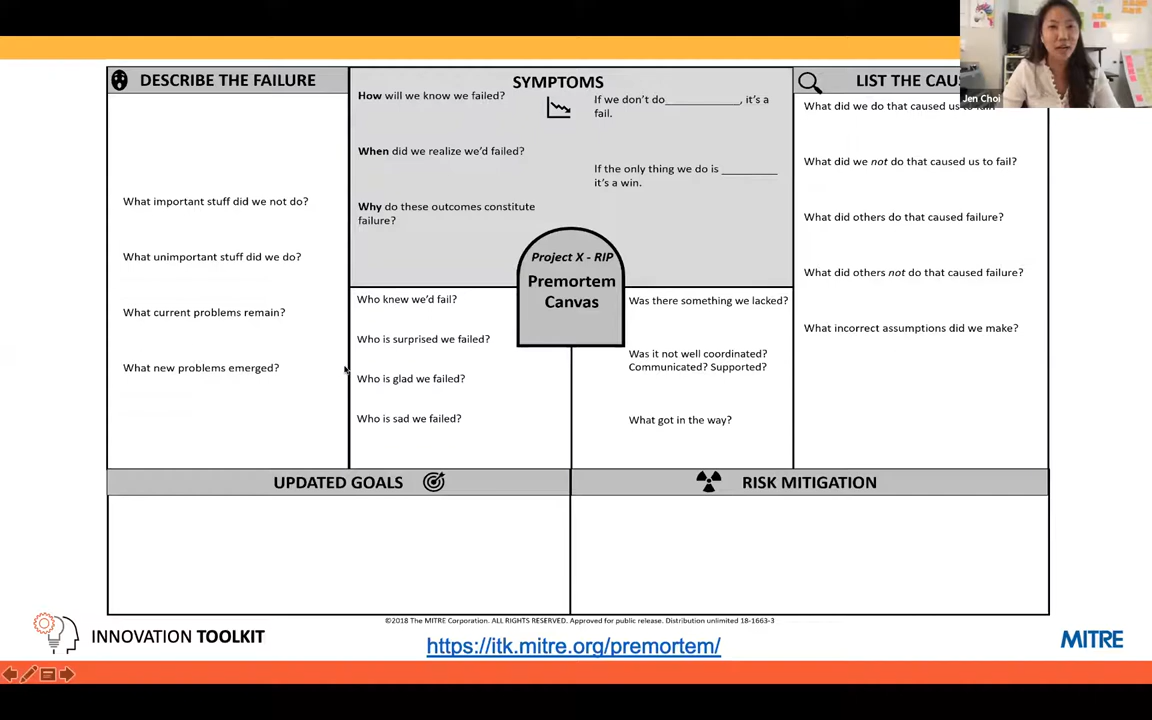 DESCRIBE THE FAILURE
What important stuff did we not do?
What unimportant stuff did we do?
What current problems remain?
What new problems emerged?
SYMPTOMS
How will we know we failed?
When did we realize we'd failed?
Why do these outcomes constitute
failure?
If we don't do____________, it's a
fail.
If the only thing we do is _________
it's a win.
Project X - RIP
Premortem
Canvas
Who knew we'd fail?
Who is surprised we failed?
Who is glad we failed?
Who is sad we failed?
Was there something we lacked?
Was it not well coordinated?
Communicated? Supported?
What got in the way?
LIST THE CAU
Jen Choi
What did we do that caused us to fail?
What did we not do that caused us to fail?
What did others do that caused failure?
What did others not do that caused failure?
What incorrect assumptions did we make?
UPDATED GOALS
RISK MITIGATION
©2018 The MITRE Corporation. ALL RIGHTS RESERVED. Approved for public release. Distribution unlimited 18-1663-3
INNOVATION TOOLKIT
https://itk.mitre.org/premortem/
MITRE